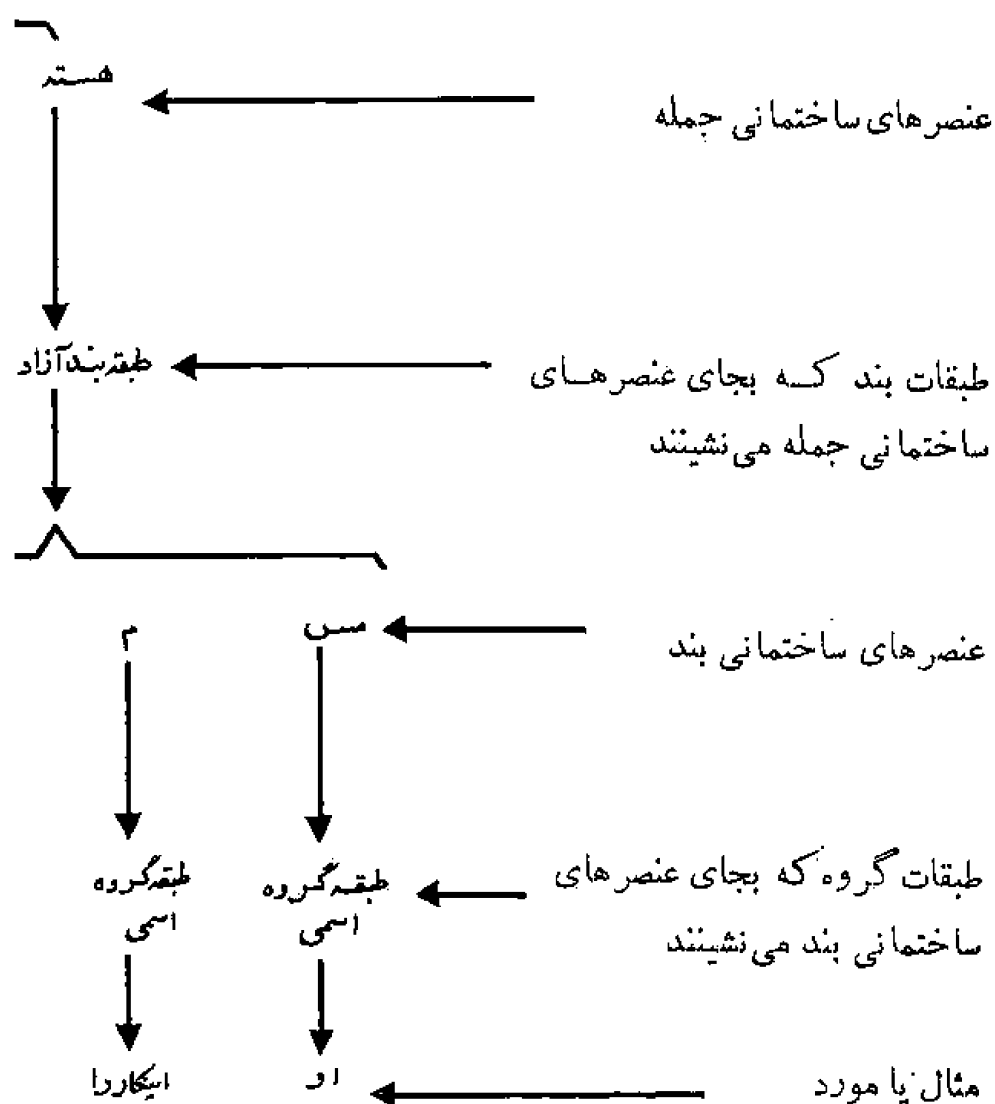 عنصرهای ساختمانی جمله
هسته
طبقات بند که بجای عنصرهای
ساختمانی جمله می‌نشینند
طبقه بند آزاد
عنصرهای ساختمانی بند
مس
م
طبقات گروه که بجای عنصرهای
ساختمانی بند می‌نشینند
طبقه گروه
اسمی
طبقه گروه
اسمی
مثال یا مورد
او
اینکار را